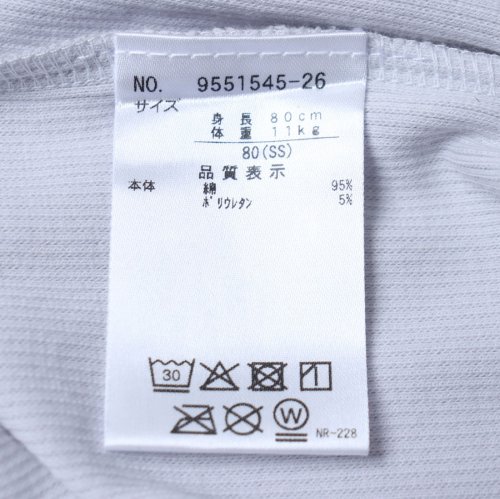 NO. 9551545-26
サイズ
身長 80cm
体重 11kg
80(SS)
品質表示
本体 綿 95%
ポリウレタン 5%
30
W
NR-228